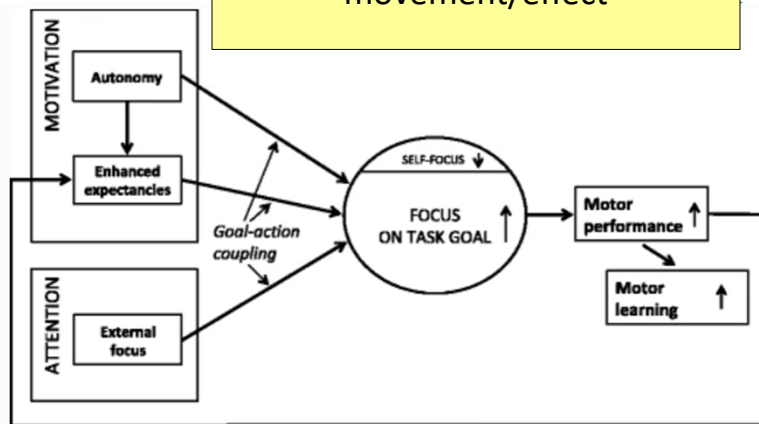 movement/effect
MOTIVATION
Autonomy
Enhanced
expectancies
Goal-action
coupling
ATTENTION
External
focus
SELF-FOCUS
FOCUS
ON TASK GOAL
Motor
performance
Motor
learning